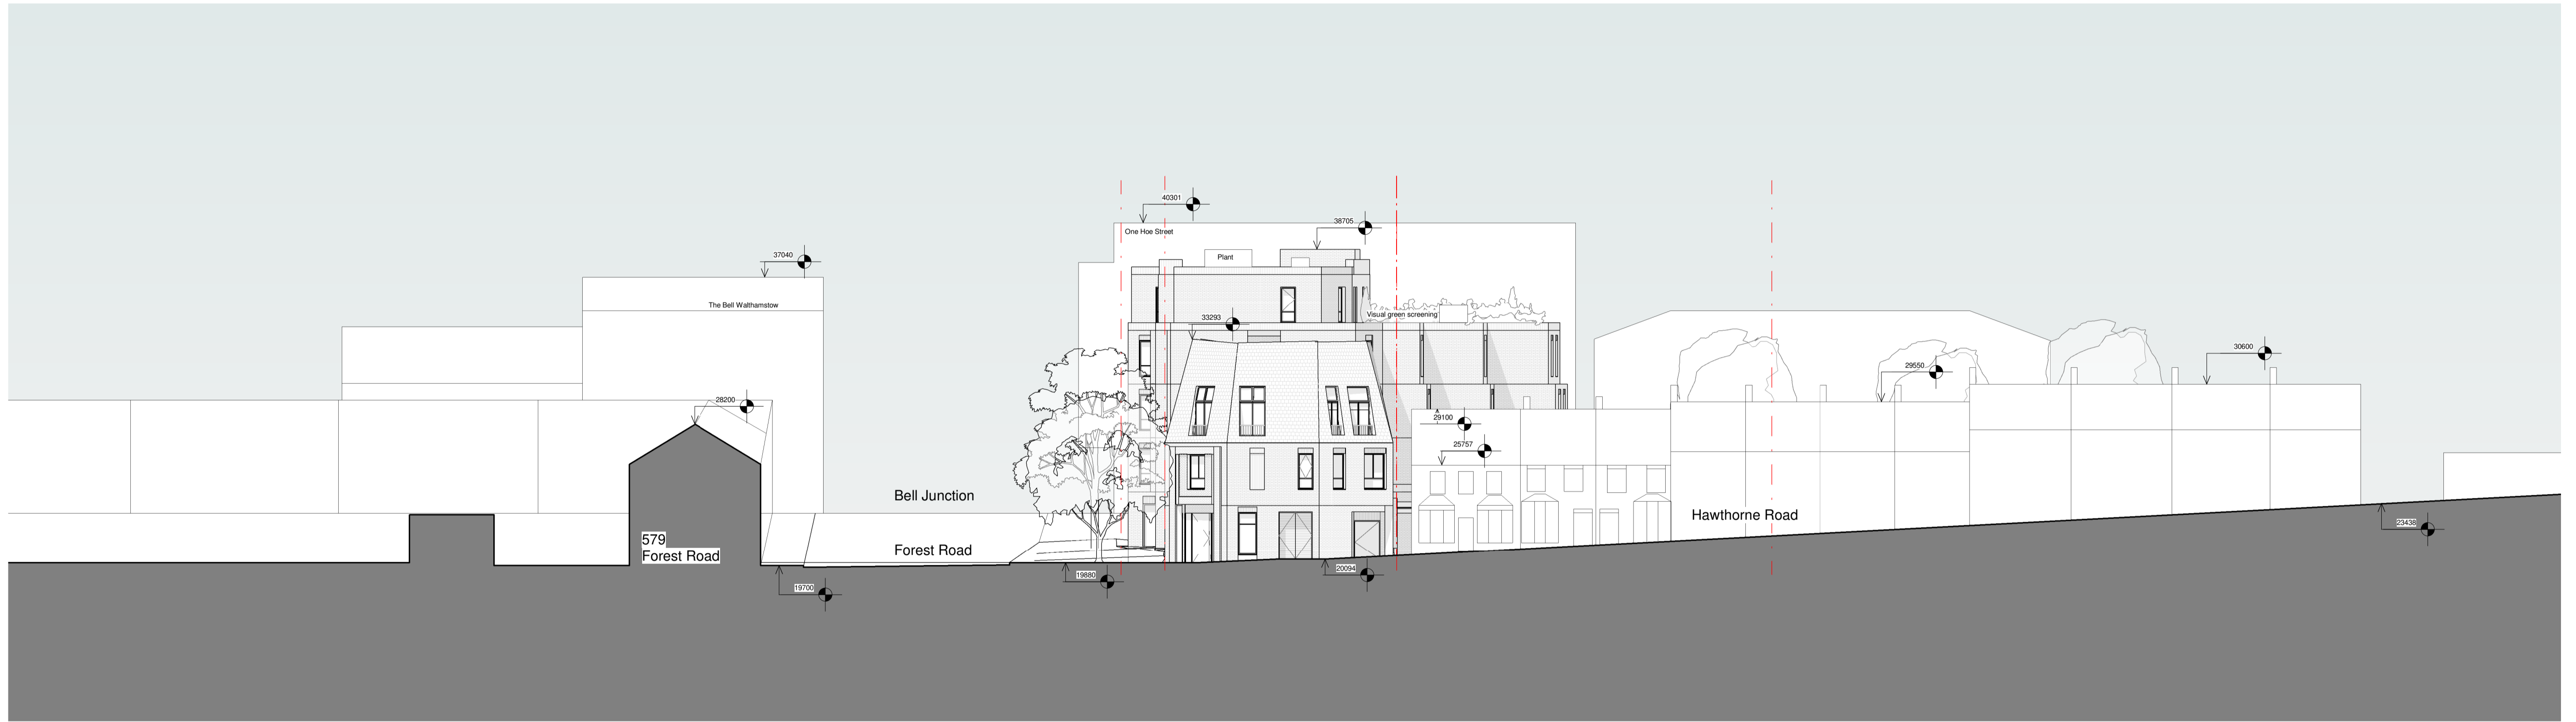 40301
38705
One Hoe Street
Plant
37040
The Bell Walthamstow
Visual green screening
33293
30600
29550
28200
29100
25757
Bell Junction
Hawthorne Road
23438
579
Forest Road
Forest Road
20094
19880
19700